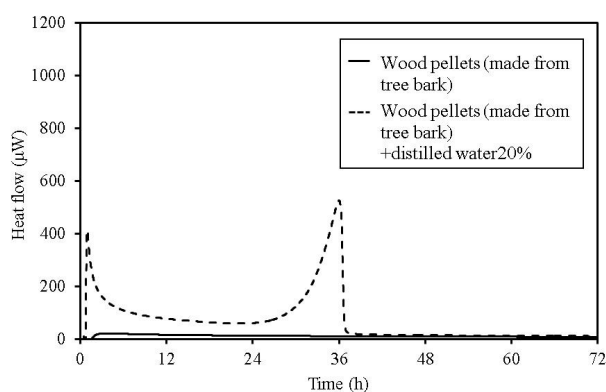 1200
1000
800
600
400
200
0
Heat flow (μW)
Wood pellets (made from
tree bark)
Wood pellets (made from
tree bark)
+distilled water20%
0 12 24 36 48 60 72
Time (h)